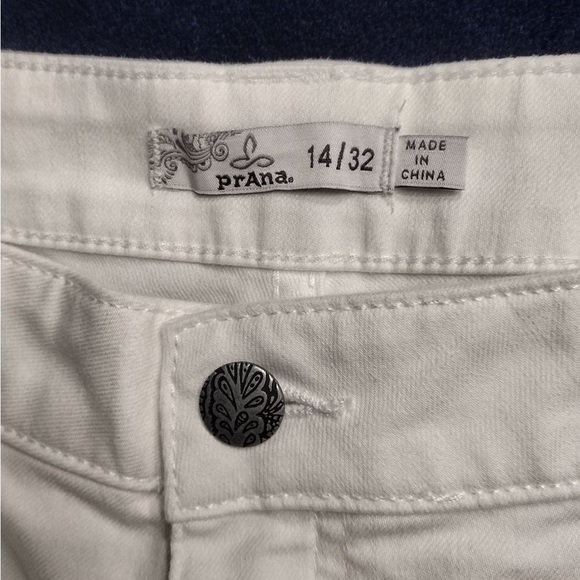 prAna.
14/32
MADE
IN
CHINA